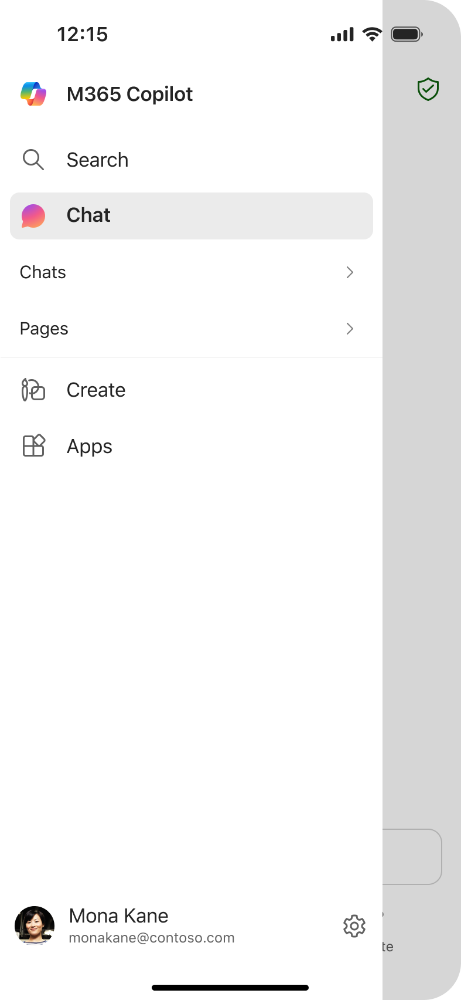 12:15
M365 Copilot
Search
Chat
Chats
Pages
Create
Apps
Mona Kane
monakane@contoso.com
te